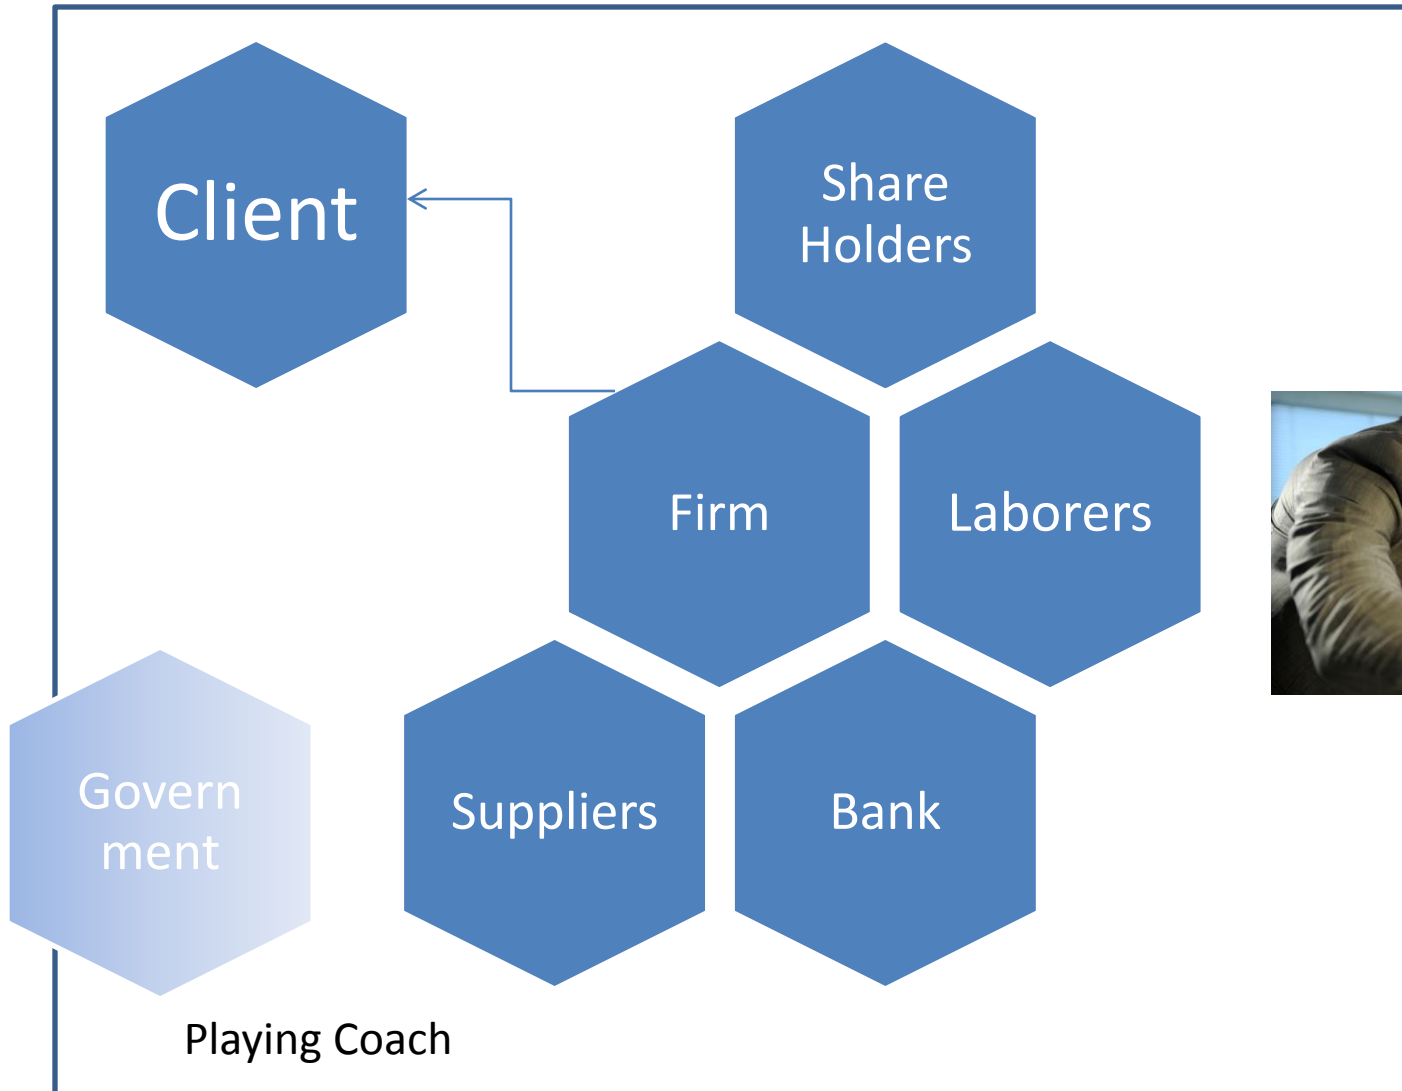 Client
Share
Holders
Firm
Laborers
Govern
ment
Suppliers
Bank
Playing Coach